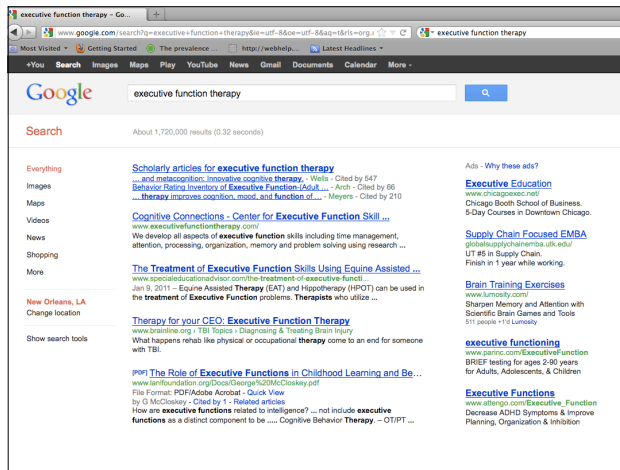 executive function therapy – Go...
www.google.com/search?q=executive+function+therapy&ie=utf-8&oe=utf-8&aq=t&rls=org.
executive function therapy
Most Visited
Getting Started
The prevalence ...
http://webhelp...
Latest Headlines
+You Search Images Maps Play YouTube News Gmail Documents Calendar More
Google
executive function therapy
Search
About 1,720,000 results (0.32 seconds)
Everything
Images
Maps
Videos
News
Shopping
More
New Orleans, LA
Change location
Show search tools
Scholarly articles for executive function therapy
... and metacognition: Innovative cognitive therapy. - Wells - Cited by 547
Behavior Rating Inventory of Executive Function-(Adult ... - Arch - Cited by 66
... therapy improves cognition, mood, and function of ... - Meyers - Cited by 210
Cognitive Connections - Center for Executive Function Skill ...
www.executivefunctiontherapy.com/
We develop all aspects of executive function skills including time management,
attention, processing, organization, memory and problem solving using research ...
The Treatment of Executive Function Skills Using Equine Assisted ...
www.specialeducationadvisor.com/the-treatment-of-executive-functi...
Jan 9, 2011 – Equine Assisted Therapy (EAT) and Hippotherapy (HPOT) can be used in
the treatment of Executive Function problems. Therapists who utilize ...
Therapy for your CEO: Executive Function Therapy
www.brainline.org › TBI Topics › Diagnosing & Treating Brain Injury
What happens rehab like physical or occupational therapy come to an end for someone
with TBI.
[PDF] The Role of Executive Functions in Childhood Learning and Be...
www.lanifoundation.org/Docs/George%20McCloskey.pdf
File Format: PDF/Adobe Acrobat - Quick View
by G McCloskey - Cited by 1 - Related articles
How are executive functions related to intelligence? ... not include executive
functions as a distinct component to be ..... Cognitive Behavior Therapy. – OT/PT ...
Ads - Why these ads?
Executive Education
www.chicagoexec.net/
Chicago Booth School of Business.
5-Day Courses in Downtown Chicago.
Supply Chain Focused EMBA
globalsupplychainemba.utk.edu/
UT #5 in Supply Chain.
Finish in 1 year while working.
Brain Training Exercises
www.lumosity.com/
Sharpen Memory and Attention with
Scientific Brain Games and Tools
511 people +1'd Lumosity
executive functioning
www.parinc.com/ExecutiveFunction
BRIEF testing for ages 2-90 years
for Adults, Adolescents, & Children
Executive Functions
www.attengo.com/Executive_Function
Decrease ADHD Symptoms & Improve
Planning, Organization & Inhibition